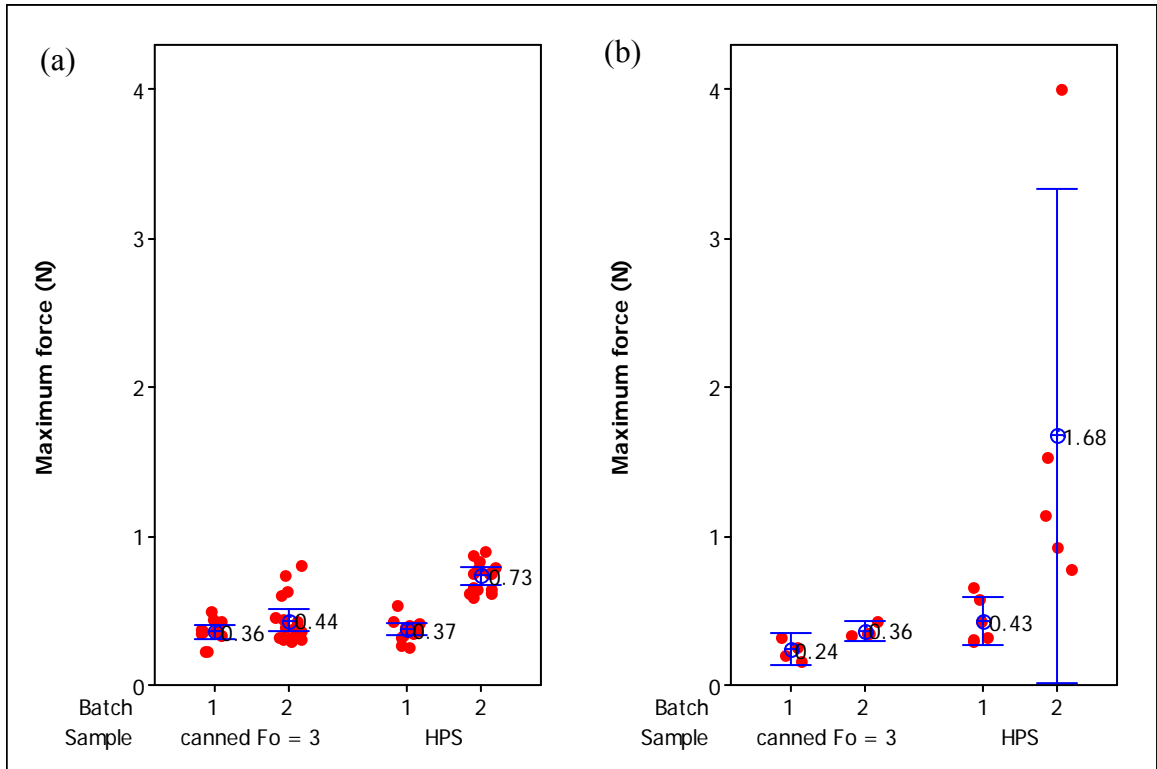 (a)
Maximum force (N)
4
3
2
1
0
0.36
0.44
0.37
0.73
Batch 1 2 1 2
Sample canned Fo = 3 HPS
(b)
Maximum force (N)
4
3
2
1
0
0.24
0.36
0.43
1.68
Batch 1 2 1 2
Sample canned Fo = 3 HPS